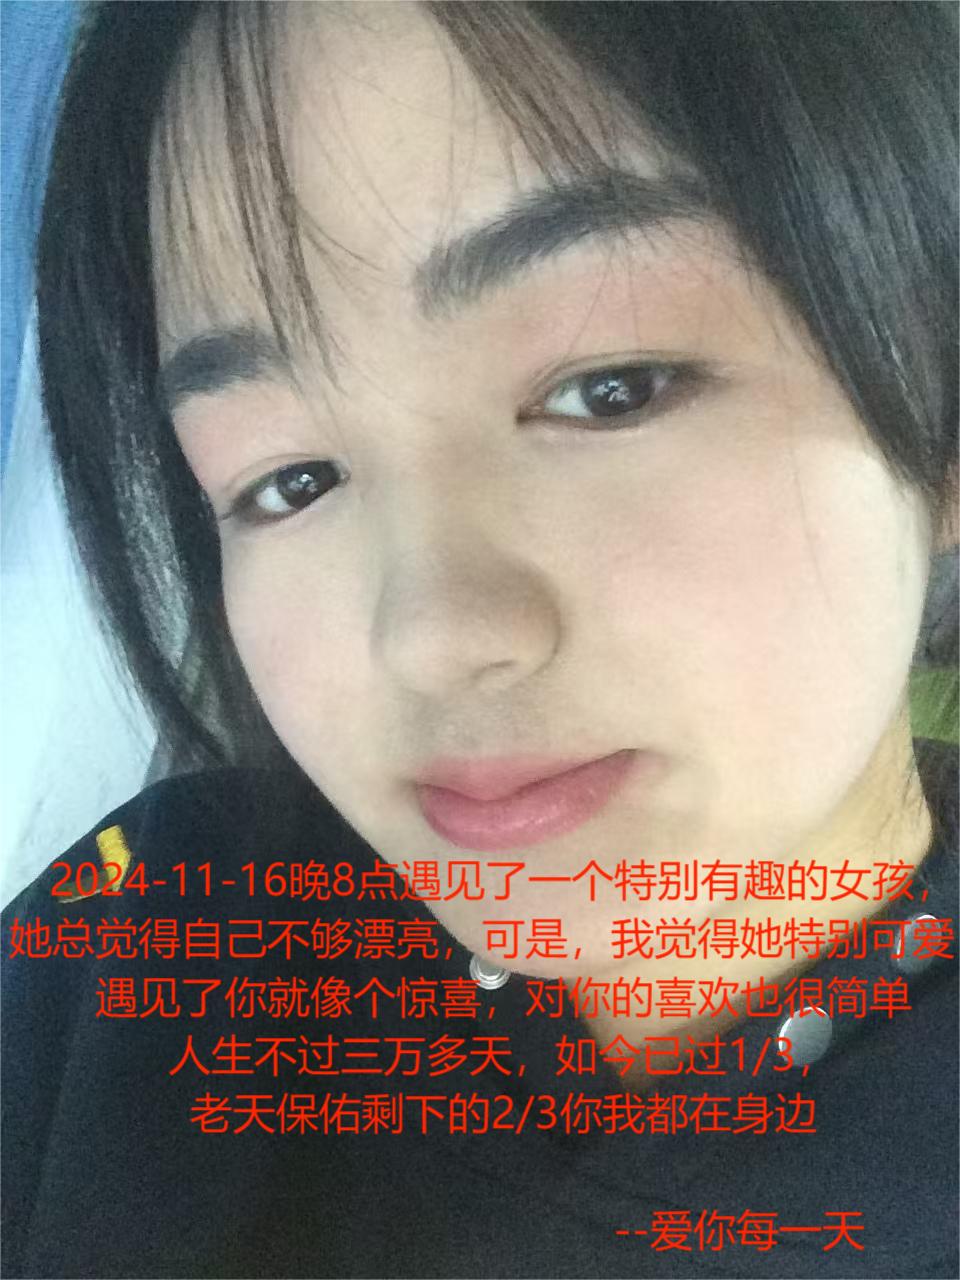 2024-11-16晚8点遇见了一个特别有趣的女孩，
她总觉得自己不够漂亮，可是，我觉得她特别可爱
遇见了你就像个惊喜，对你的喜欢也很简单
人生不过三万多天，如今已过1/3，
老天保佑剩下的2/3你我都在身边
--爱你每一天